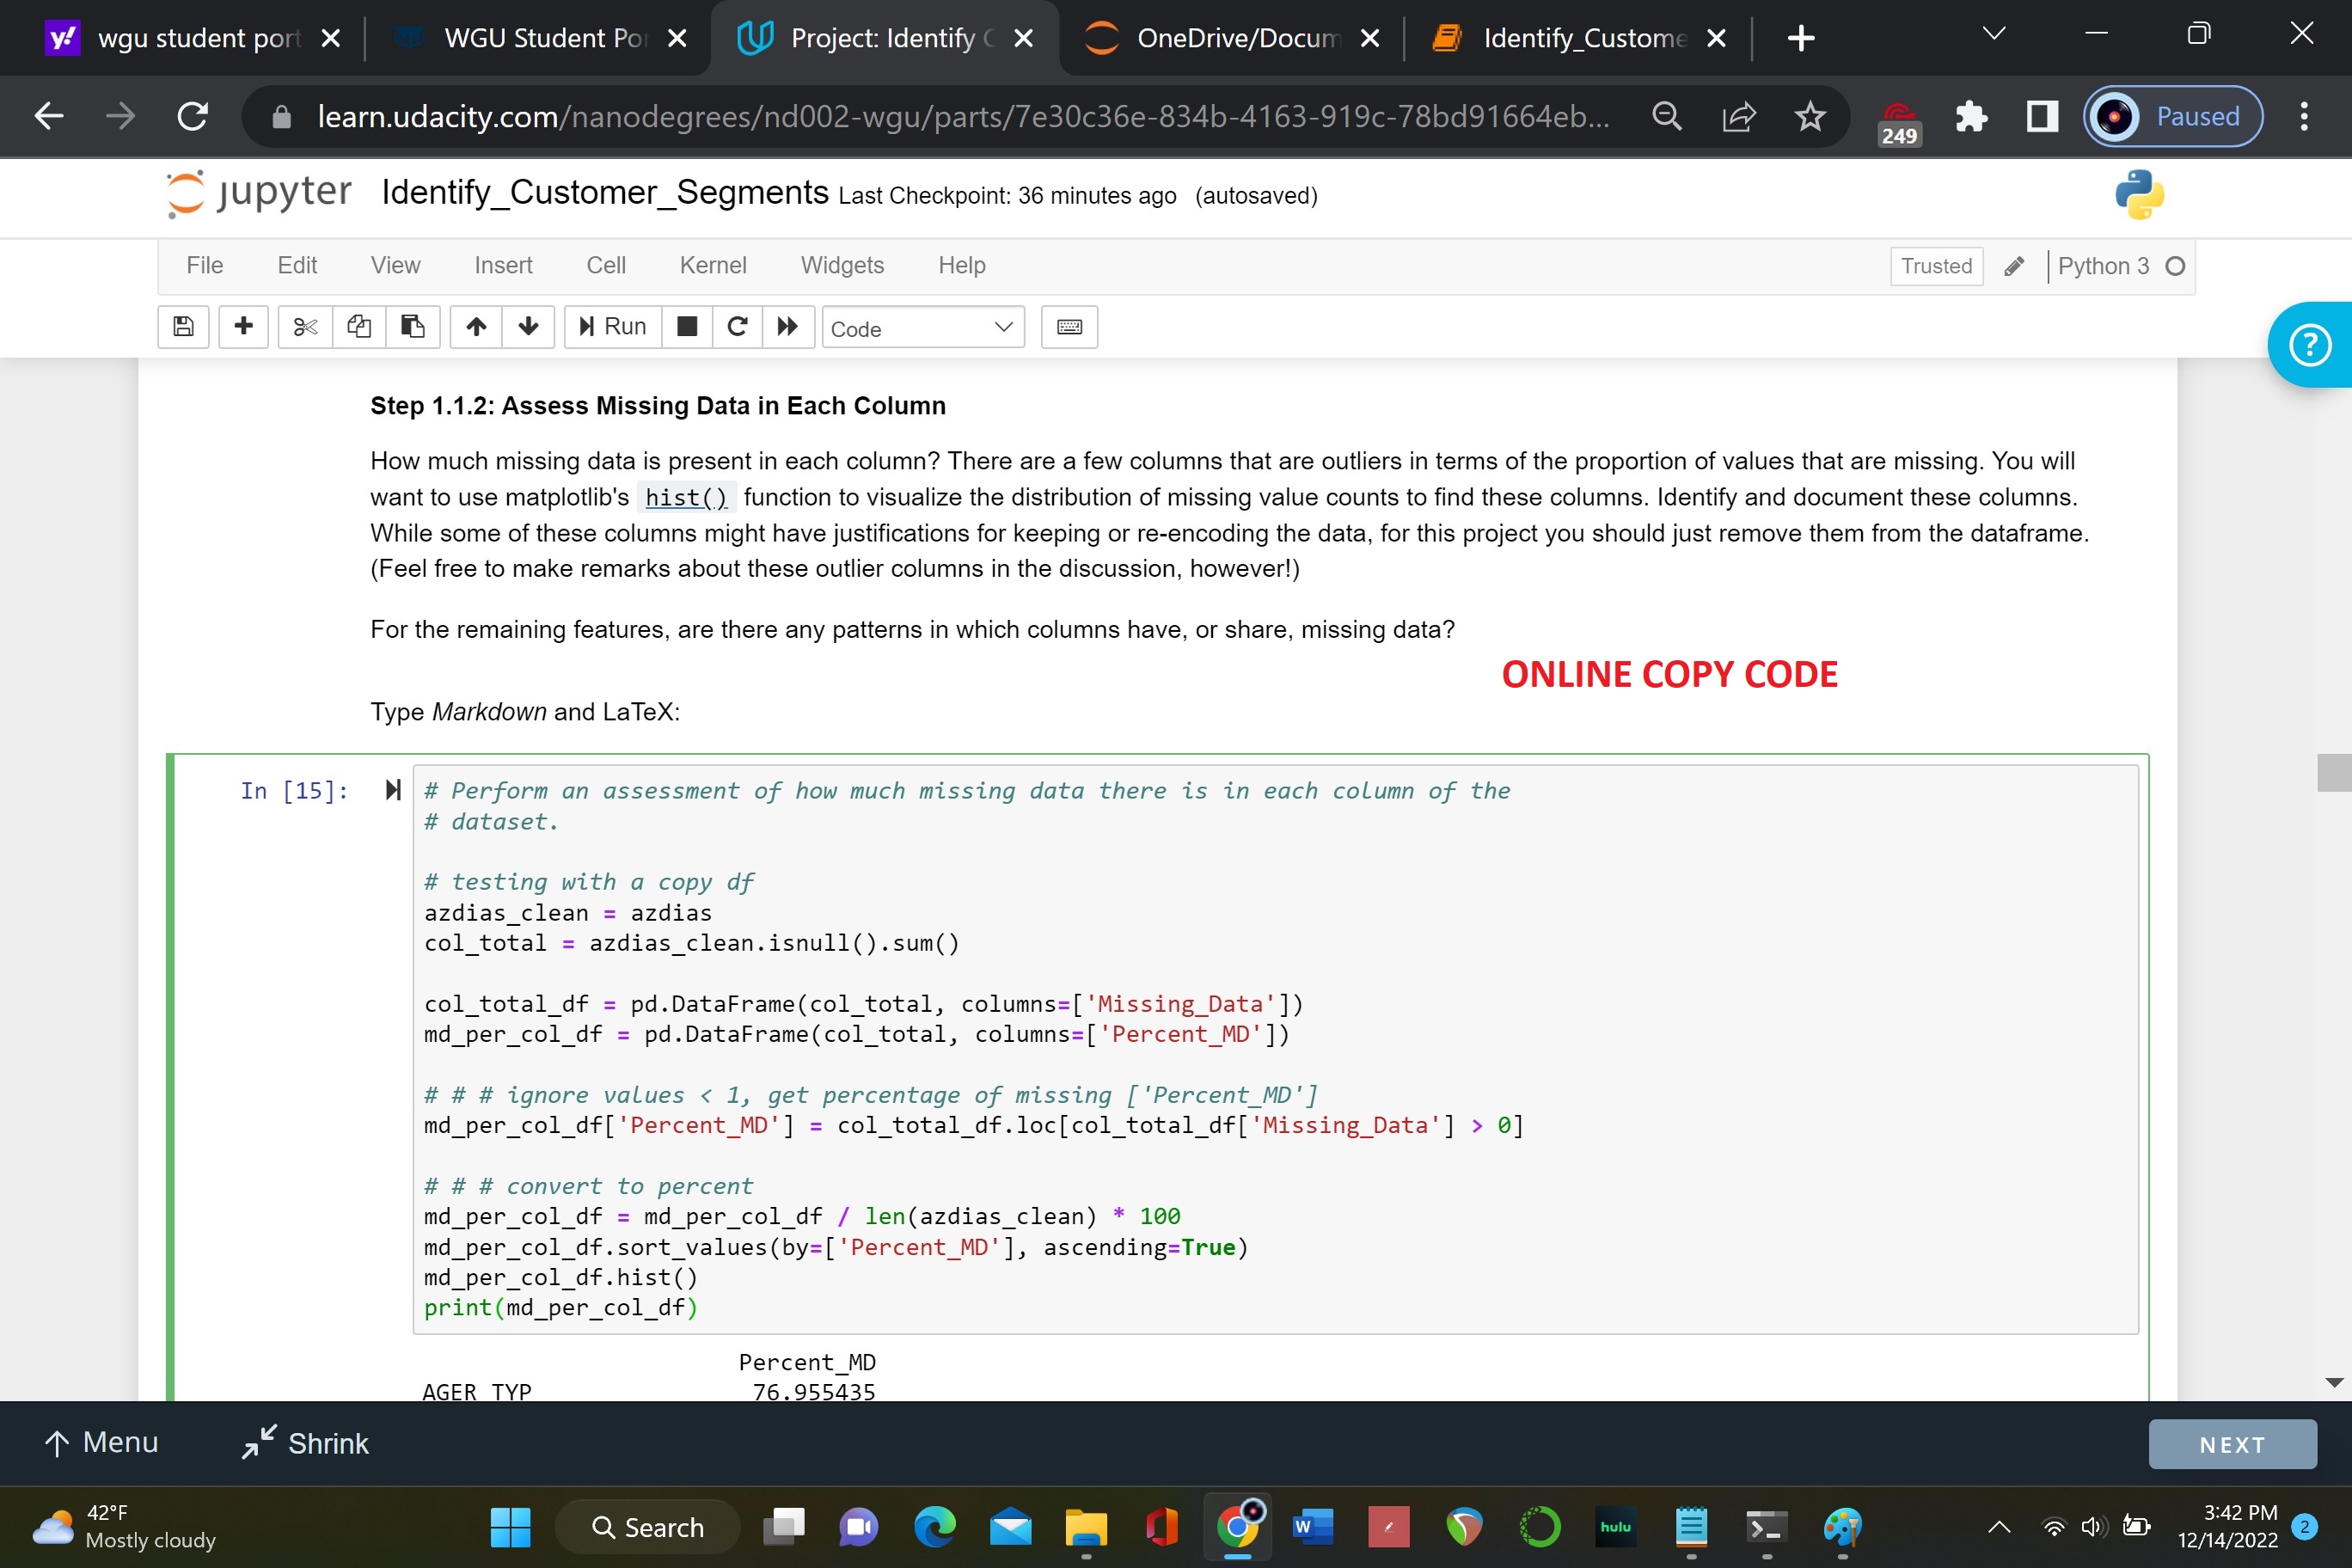 wgu student port
WGU Student Por
Project: Identify C
OneDrive/Docum
Identify_Custome
learn.udacity.com/nanodegrees/nd002-wgu/parts/7e30c36e-834b-4163-919c-78bd91664eb...
249
Paused
jupyter Identify_Customer_Segments Last Checkpoint: 36 minutes ago (autosaved)
File Edit View Insert Cell Kernel Widgets Help
Trusted Python 3
Run Code
?
Step 1.1.2: Assess Missing Data in Each Column
How much missing data is present in each column? There are a few columns that are outliers in terms of the proportion of values that are missing. You will
want to use matplotlib's hist() function to visualize the distribution of missing value counts to find these columns. Identify and document these columns.
While some of these columns might have justifications for keeping or re-encoding the data, for this project you should just remove them from the dataframe.
(Feel free to make remarks about these outlier columns in the discussion, however!)
For the remaining features, are there any patterns in which columns have, or share, missing data?
ONLINE COPY CODE
Type Markdown and LaTeX:
In [15]:
# Perform an assessment of how much missing data there is in each column of the
# dataset.
# testing with a copy df
azdias_clean = azdias
col_total = azdias_clean.isnull().sum()
col_total_df = pd.DataFrame(col_total, columns=['Missing_Data'])
md_per_col_df = pd.DataFrame(col_total, columns=['Percent_MD'])
# # # ignore values < 1, get percentage of missing ['Percent_MD']
md_per_col_df['Percent_MD'] = col_total_df.loc[col_total_df['Missing_Data'] > 0]
# # # convert to percent
md_per_col_df = md_per_col_df / len(azdias_clean) * 100
md_per_col_df.sort_values(by=['Percent_MD'], ascending=True)
md_per_col_df.hist()
print(md_per_col_df)
Percent_MD
AGER_TYP 76.955435
Menu Shrink
NEXT
42°F
Mostly cloudy
Search
hulu
3:42 PM
12/14/2022
2